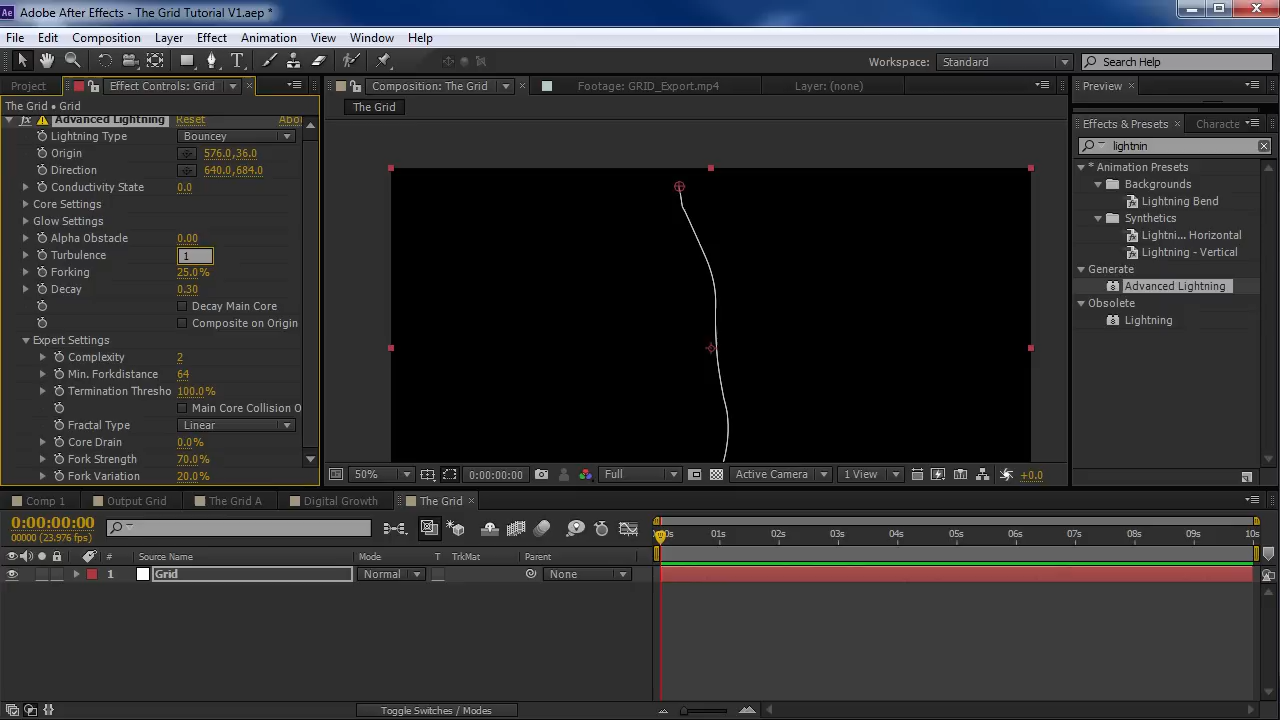 Ae Adobe After Effects - The Grid Tutorial V1.aep *
File Edit Composition Layer Effect Animation View Window Help
T Workspace: Standard Search Help
Project Effect Controls: Grid Composition: The Grid Footage: GRID_Export.mp4 Layer: (none) Preview
The Grid • Grid The Grid
fx Advanced Lightning Reset Abo
Effects & Presets Characte
Lightning Type Bouncey
lightnin
Origin 576.0,36.0
Direction 640.0,684.0
* Animation Presets
Conductivity State 0.0
Backgrounds
Core Settings
Lightning Bend
Glow Settings
Synthetics
Alpha Obstacle 0.00
Lightni... Horizontal
Turbulence 1
Lightning - Vertical
Forking 25.0%
Generate
Decay 0.30
Advanced Lightning
Decay Main Core
Obsolete
Composite on Origin
Lightning
Expert Settings
Complexity 2
Min. Forkdistance 64
Termination Thresho 100.0%
Main Core Collision O
Fractal Type Linear
Core Drain 0.0%
Fork Strength 70.0%
Fork Variation 20.0%
50% 0:00:00:00 Full Active Camera 1 View +0.0
Comp 1 Output Grid The Grid A Digital Growth The Grid
0:00:00:00
00000 (23.976 fps)
01s 02s 03s 04s 05s 06s 07s 08s 09s 10s
# Source Name Mode T TrkMat Parent
1 Grid Normal None
Toggle Switches / Modes